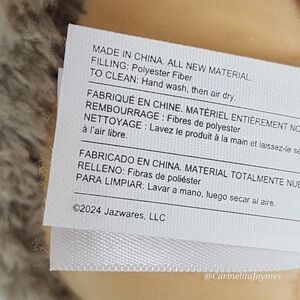 MADE IN CHINA. ALL NEW MATERIAL.
FILLING: Polyester Fiber
TO CLEAN: Hand wash, then air dry.
FABRIQUÉ EN CHINE. MATÉRIEL ENTIÈREMENT
REMBOURRAGE : Fibres de polyester
NETTOYAGE : Lavez le produit à la main et laissez-le
à l'air libre.
FABRICADO EN CHINA. MATERIAL TOTALMENTE
RELLENO: Fibras de poliéster
PARA LIMPIAR: Lavar a mano, luego secar al aire.
©2024 Jazwares, LLC
@CarmelitaJaymes